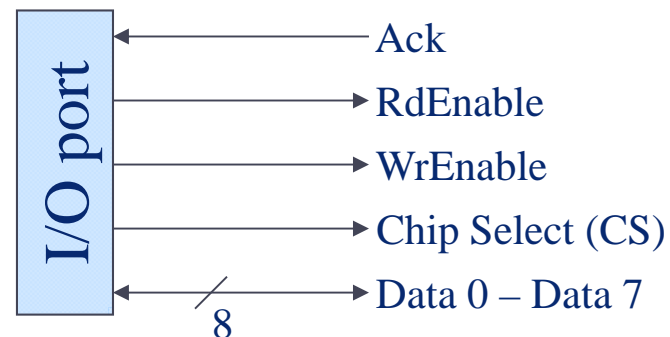 I/O port
Ack
RdEnable
WrEnable
Chip Select (CS)
Data 0 – Data 7
8